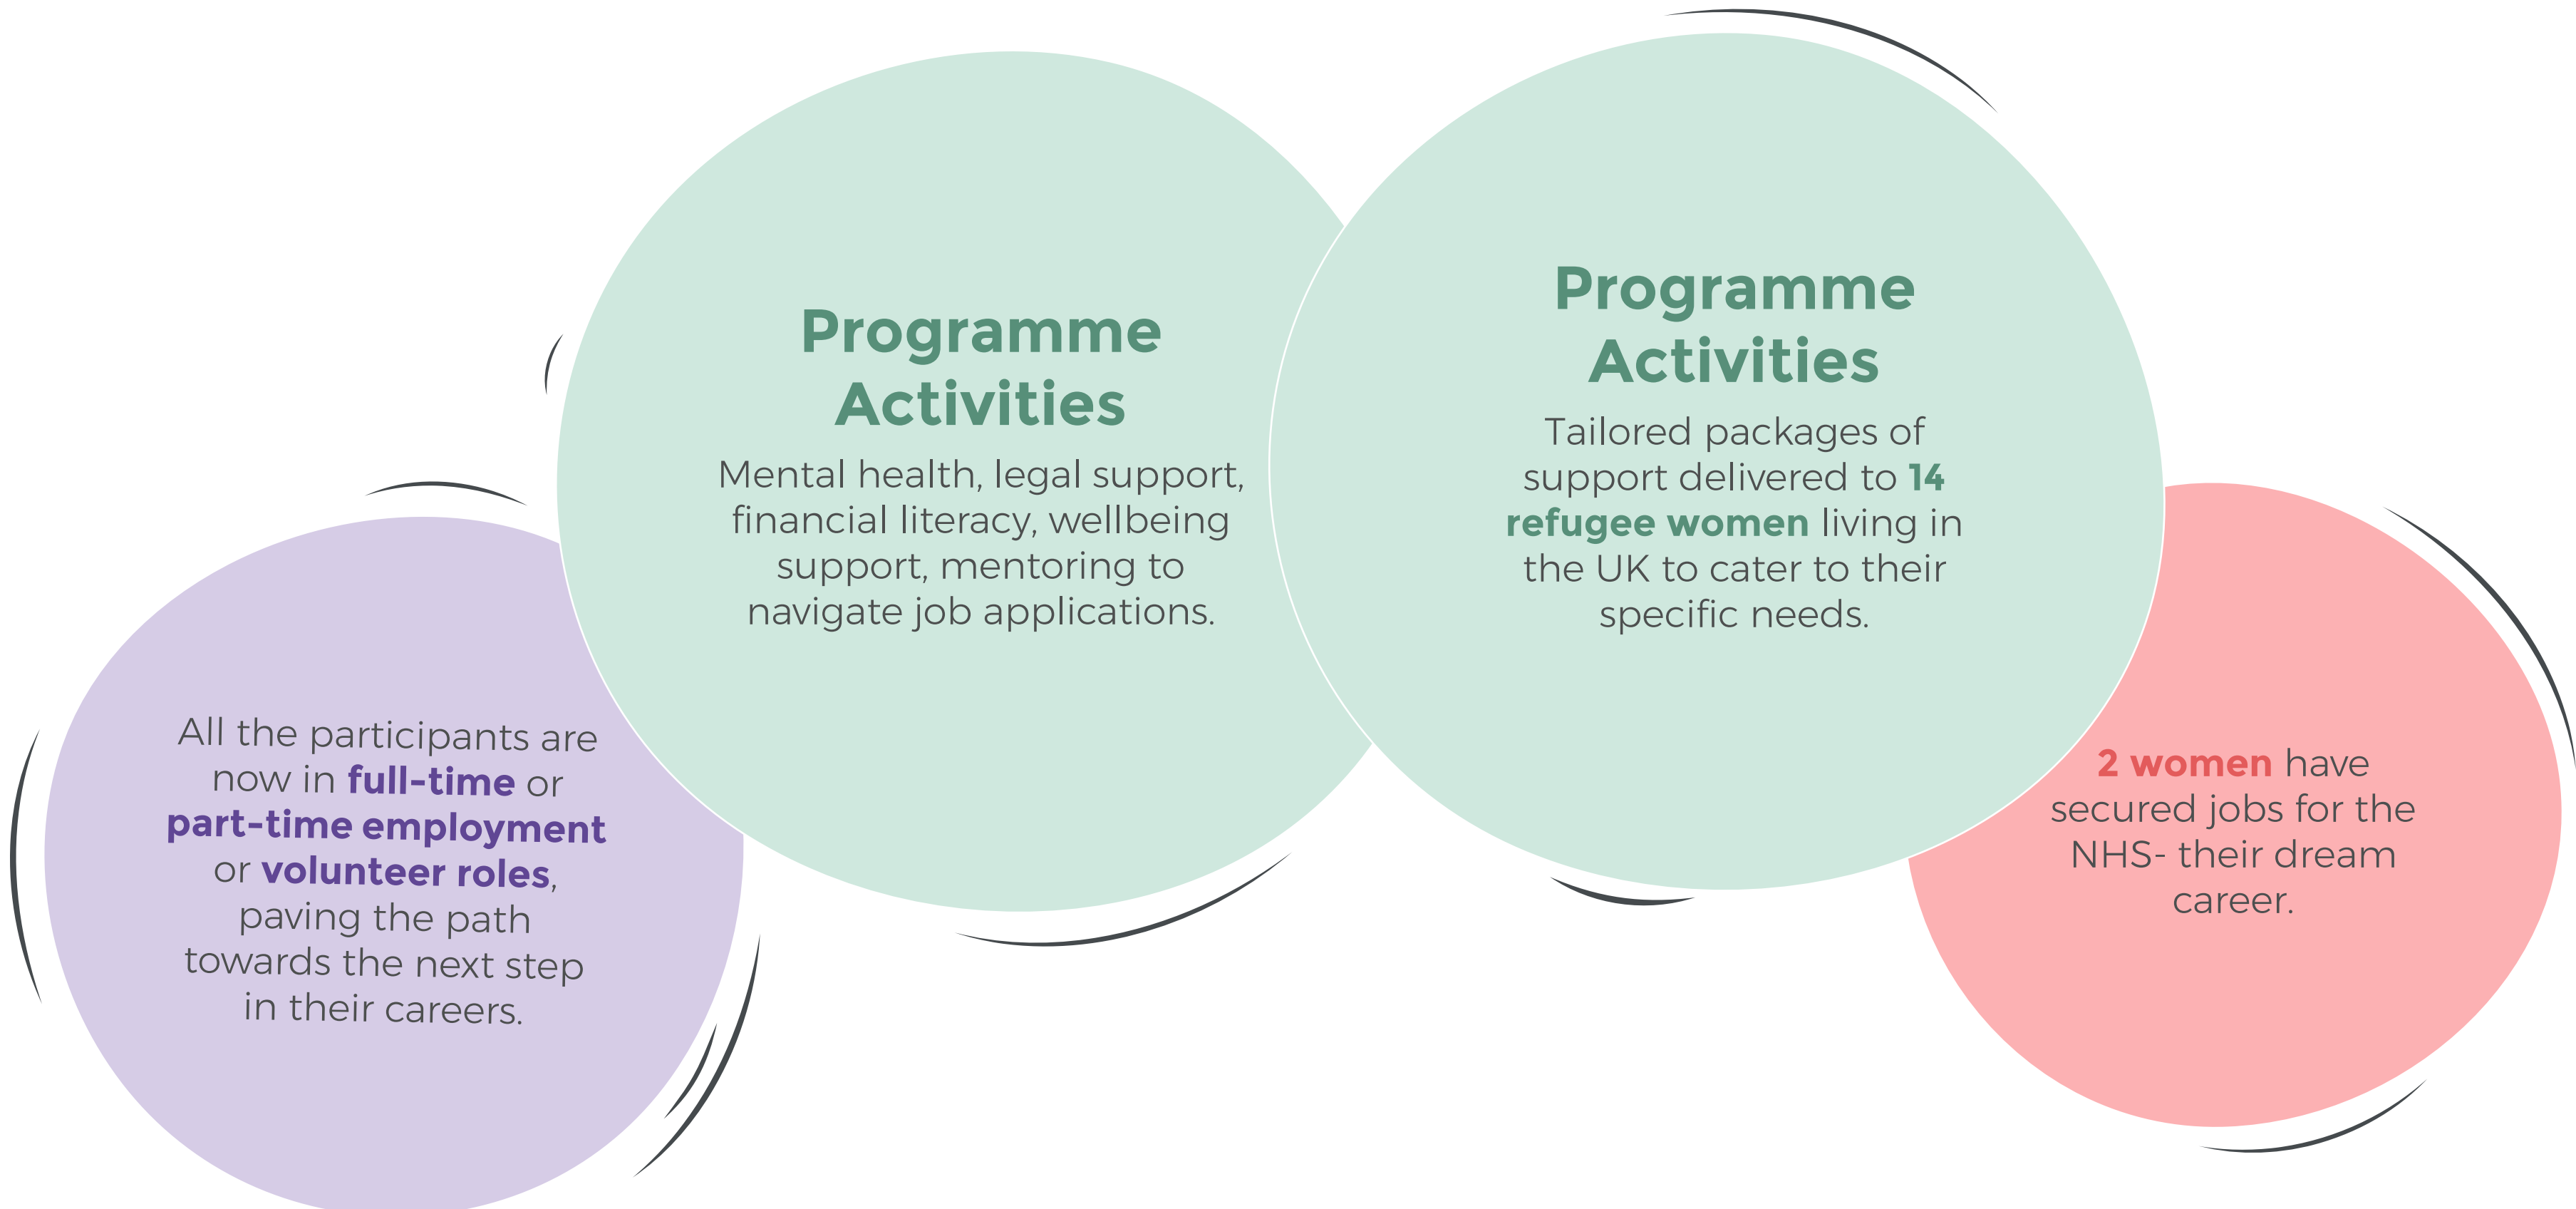 Programme
Activities
Mental health, legal support,
financial literacy, wellbeing
support, mentoring to
navigate job applications.
Programme
Activities
Tailored packages of
support delivered to 14
refugee women living in
the UK to cater to their
specific needs.
All the participants are
now in full-time or
part-time employment
or volunteer roles,
paving the path
towards the next step
in their careers.
2 women have
secured jobs for the
NHS- their dream
career.